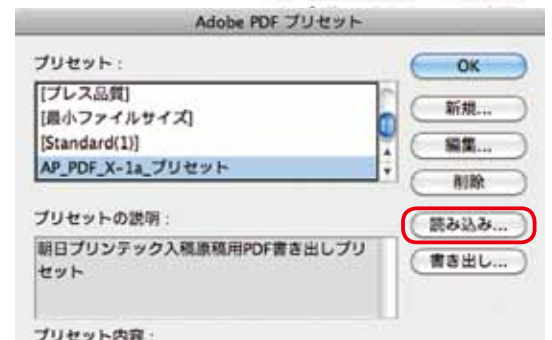 Adobe PDF プリセット
プリセット：
[プレス品質]
[最小ファイルサイズ]
[Standard(1)]
AP_PDF_X-1a_プリセット
OK
新規...
編集...
削除
読み込み...
書き出し...
プリセットの説明：
朝日プリンテック入稿原稿用PDF書き出しプリ
セット
プリセット内容：